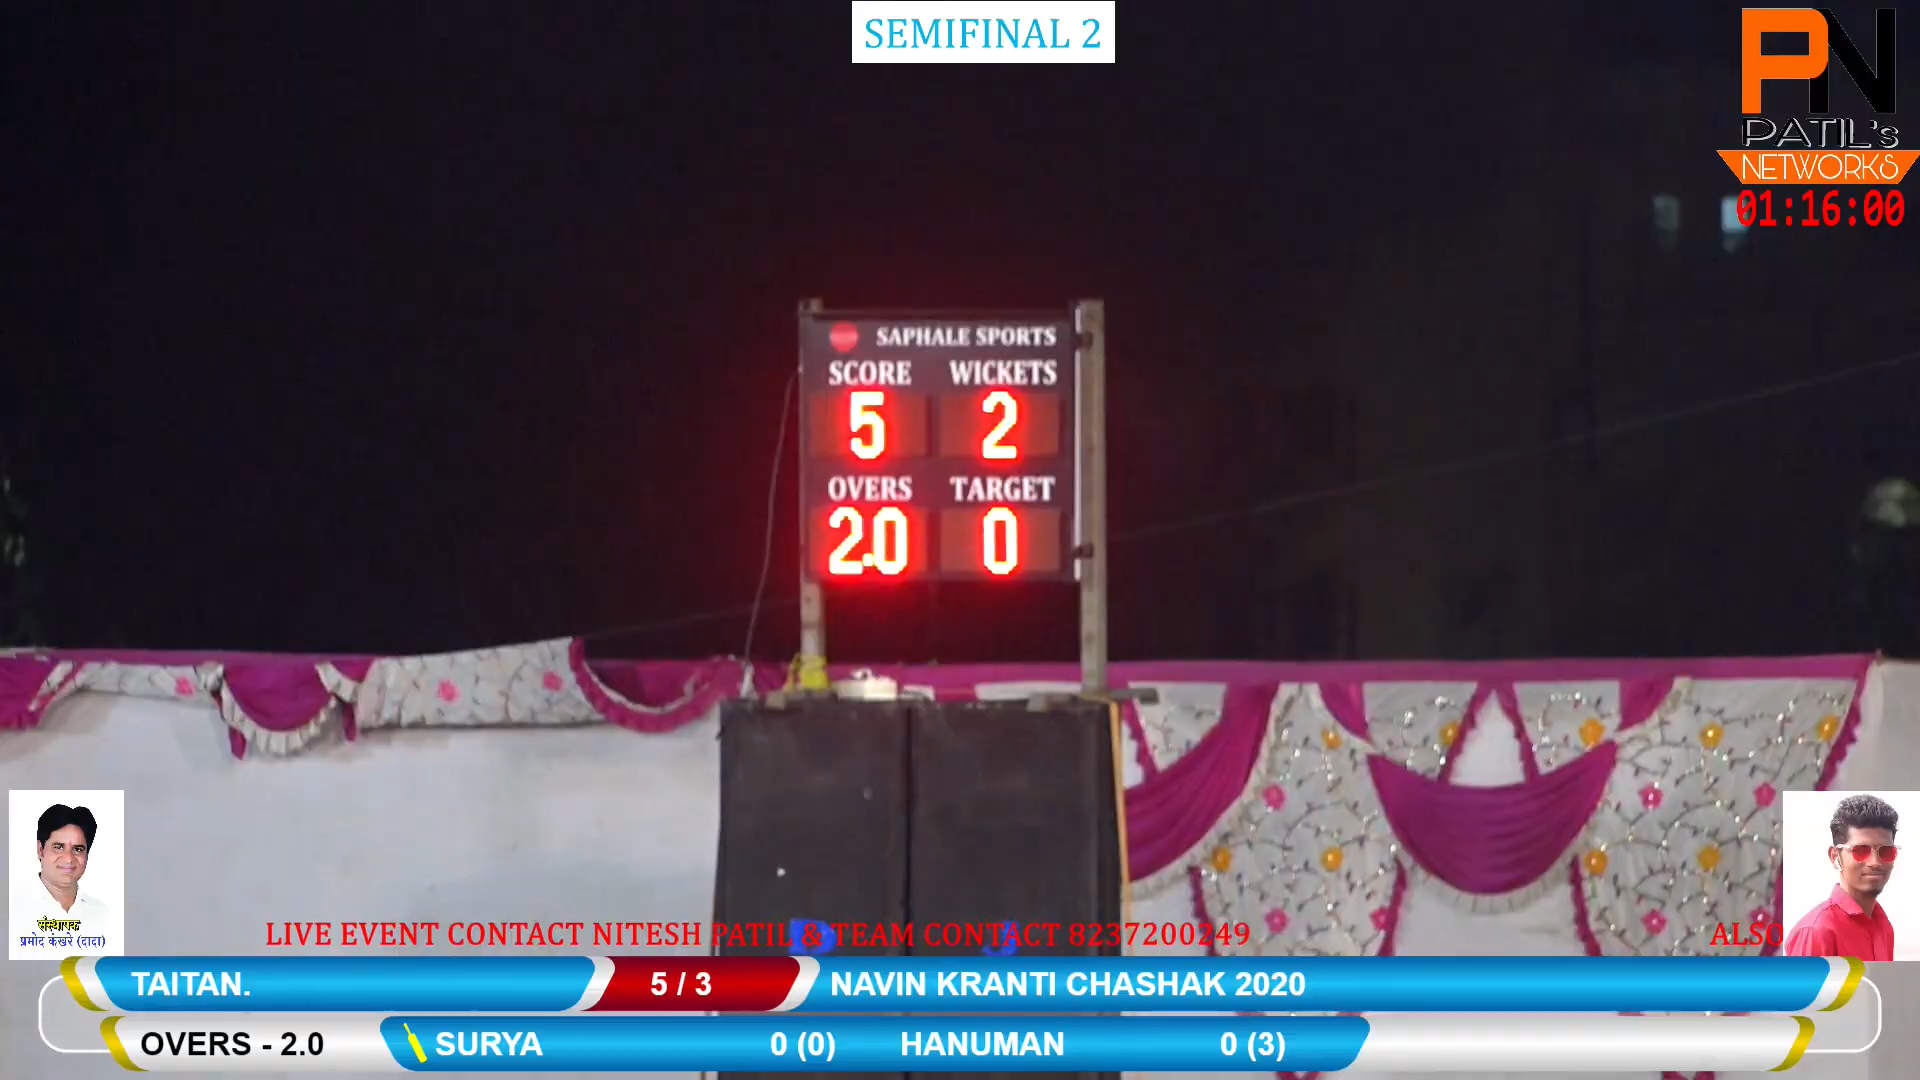 SEMIFINAL 2
PN
PATIL's
NETWORKS
01:16:00
SAPHALE SPORTS
SCORE WICKETS
5 2
OVERS TARGET
2.0 0
संस्थापक
प्रमोद कंखरे (दादा)
LIVE EVENT CONTACT NITESH PATIL & TEAM CONTACT 8237200249 ALSO
TAITAN. 5 / 3 NAVIN KRANTI CHASHAK 2020
OVERS - 2.0 SURYA 0 (0) HANUMAN 0 (3)